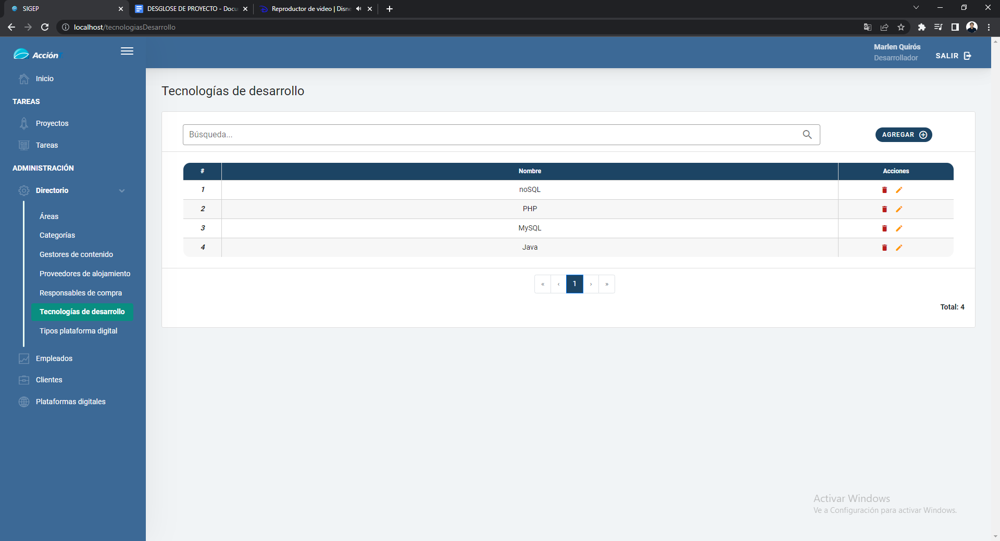 SIGEP
DESGLOSE DE PROYECTO - Docu
Reproductor de video | Disne
localhost/tecnologiasDesarrollo
Acción
Marlen Quirós
Desarrollador
SALIR
Inicio
TAREAS
Proyectos
Tareas
ADMINISTRACIÓN
Directorio
Áreas
Categorías
Gestores de contenido
Proveedores de alojamiento
Responsables de compra
Tecnologías de desarrollo
Tipos plataforma digital
Empleados
Clientes
Plataformas digitales
Tecnologías de desarrollo
Búsqueda...
AGREGAR
# Nombre Acciones
1 noSQL
2 PHP
3 MySQL
4 Java
« ‹ 1 › »
Total: 4
Activar Windows
Ve a Configuración para activar Windows.